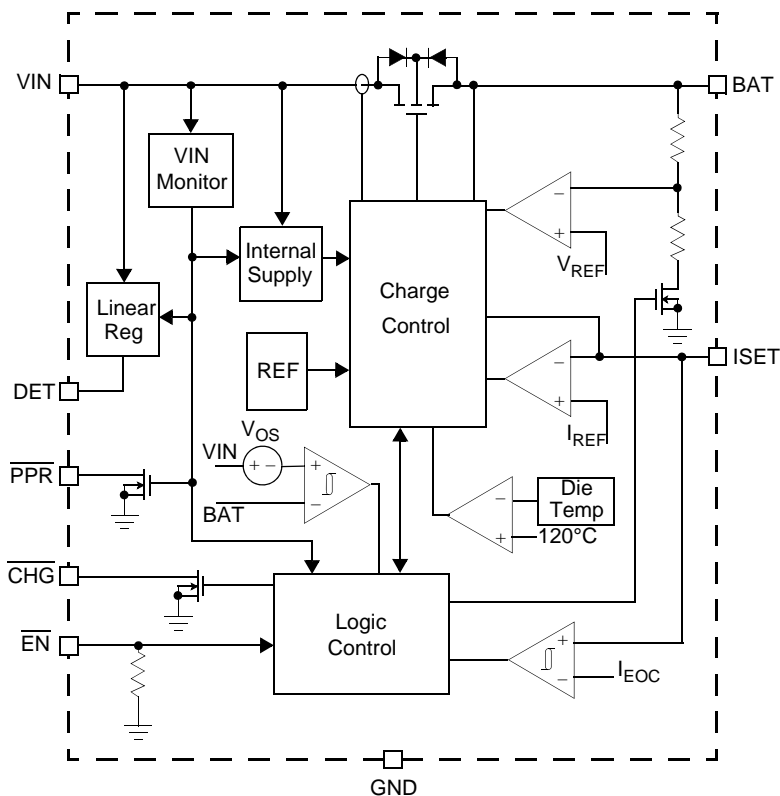 VIN
BAT
VIN
Monitor
Internal
Supply
Charge
Control
VREF
Linear
Reg
REF
ISET
DET
IREF
VOS
VIN
+ −
+
−
BAT
PPR
Die
Temp
120°C
CHG
Logic
Control
EN
IEOC
GND